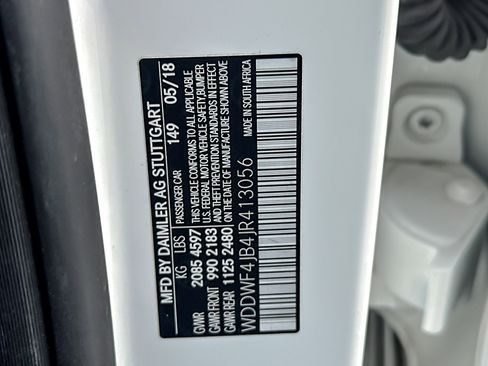 MFD BY DAIMLER AG STUTTGART
PASSENGER CAR 149 05/18
KG LBS
GWR 2085 4597
GAWR FRONT 990 2183
GAWR REAR 1125 2480
THIS VEHICLE CONFORMS TO ALL APPLICABLE
U.S. FEDERAL MOTOR VEHICLE SAFETY,BUMPER
AND THEFT PREVENTION STANDARDS IN EFFECT
ON THE DATE OF MANUFACTURE SHOWN ABOVE
WDDWF4JB4JR413056
MADE IN SOUTH AFRICA